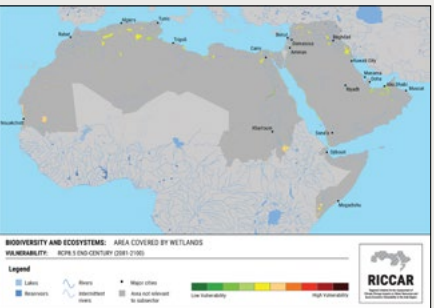 Algiers
Tunis
Rabat
Tripoli
Beirut
Damascus
Baghdad
Amman
Cairo
Kuwait City
Manama
Doha
Abu Dhabi
Riyadh
Muscat
Nouakchott
Khartoum
Sana'a
Djibouti
Mogadishu
BIODIVERSITY AND ECOSYSTEMS: AREA COVERED BY WETLANDS
VULNERABILITY: RCP8.5 END-CENTURY (2081-2100)
Legend
Lakes
Rivers
Major cities
Reservoirs
Intermittent rivers
Area not relevant to subsector
Low Vulnerability
High Vulnerability
RICCAR